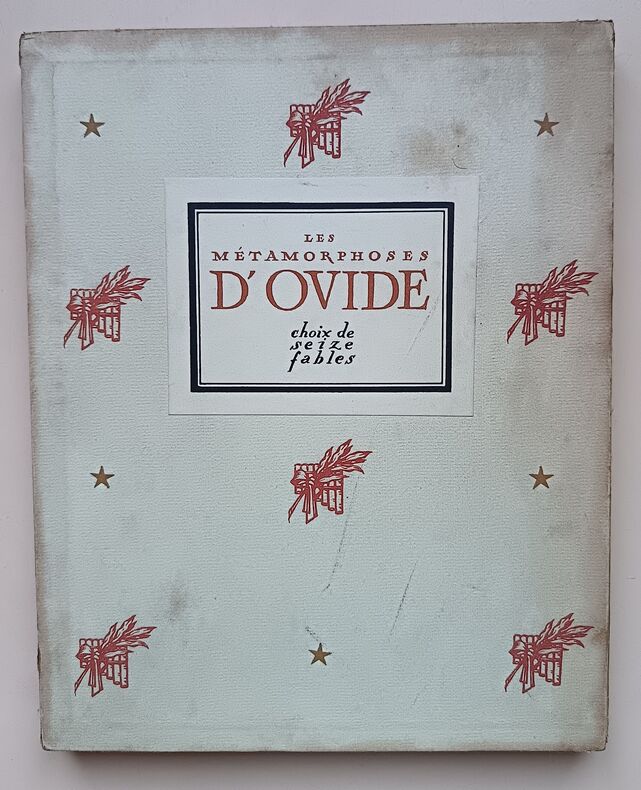 LES
MÉTAMORPHOSES
D'OVIDE
choix de
seize
fables